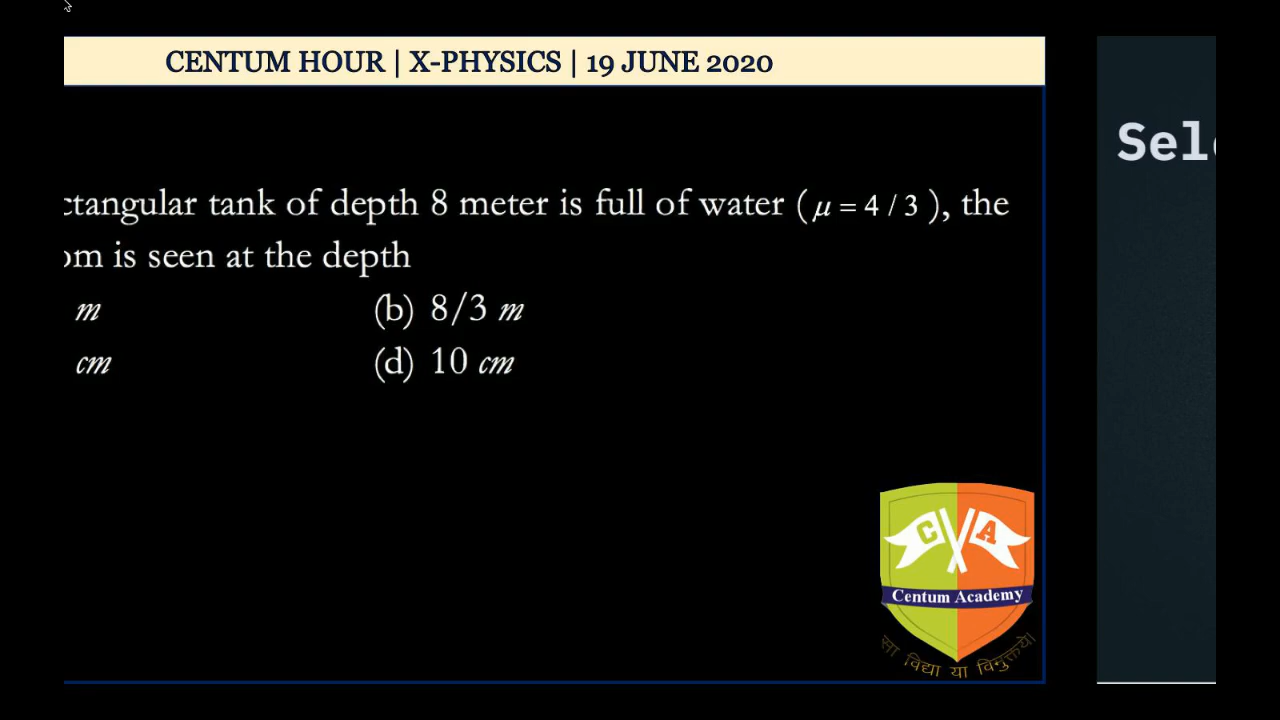 CENTUM HOUR | X-PHYSICS | 19 JUNE 2020
Sel
ctangular tank of depth 8 meter is full of water ( μ = 4 / 3 ), the
om is seen at the depth
m (b) 8/3 m
cm (d) 10 cm
C A
Centum Academy
सा विद्या या विमुक्तये।